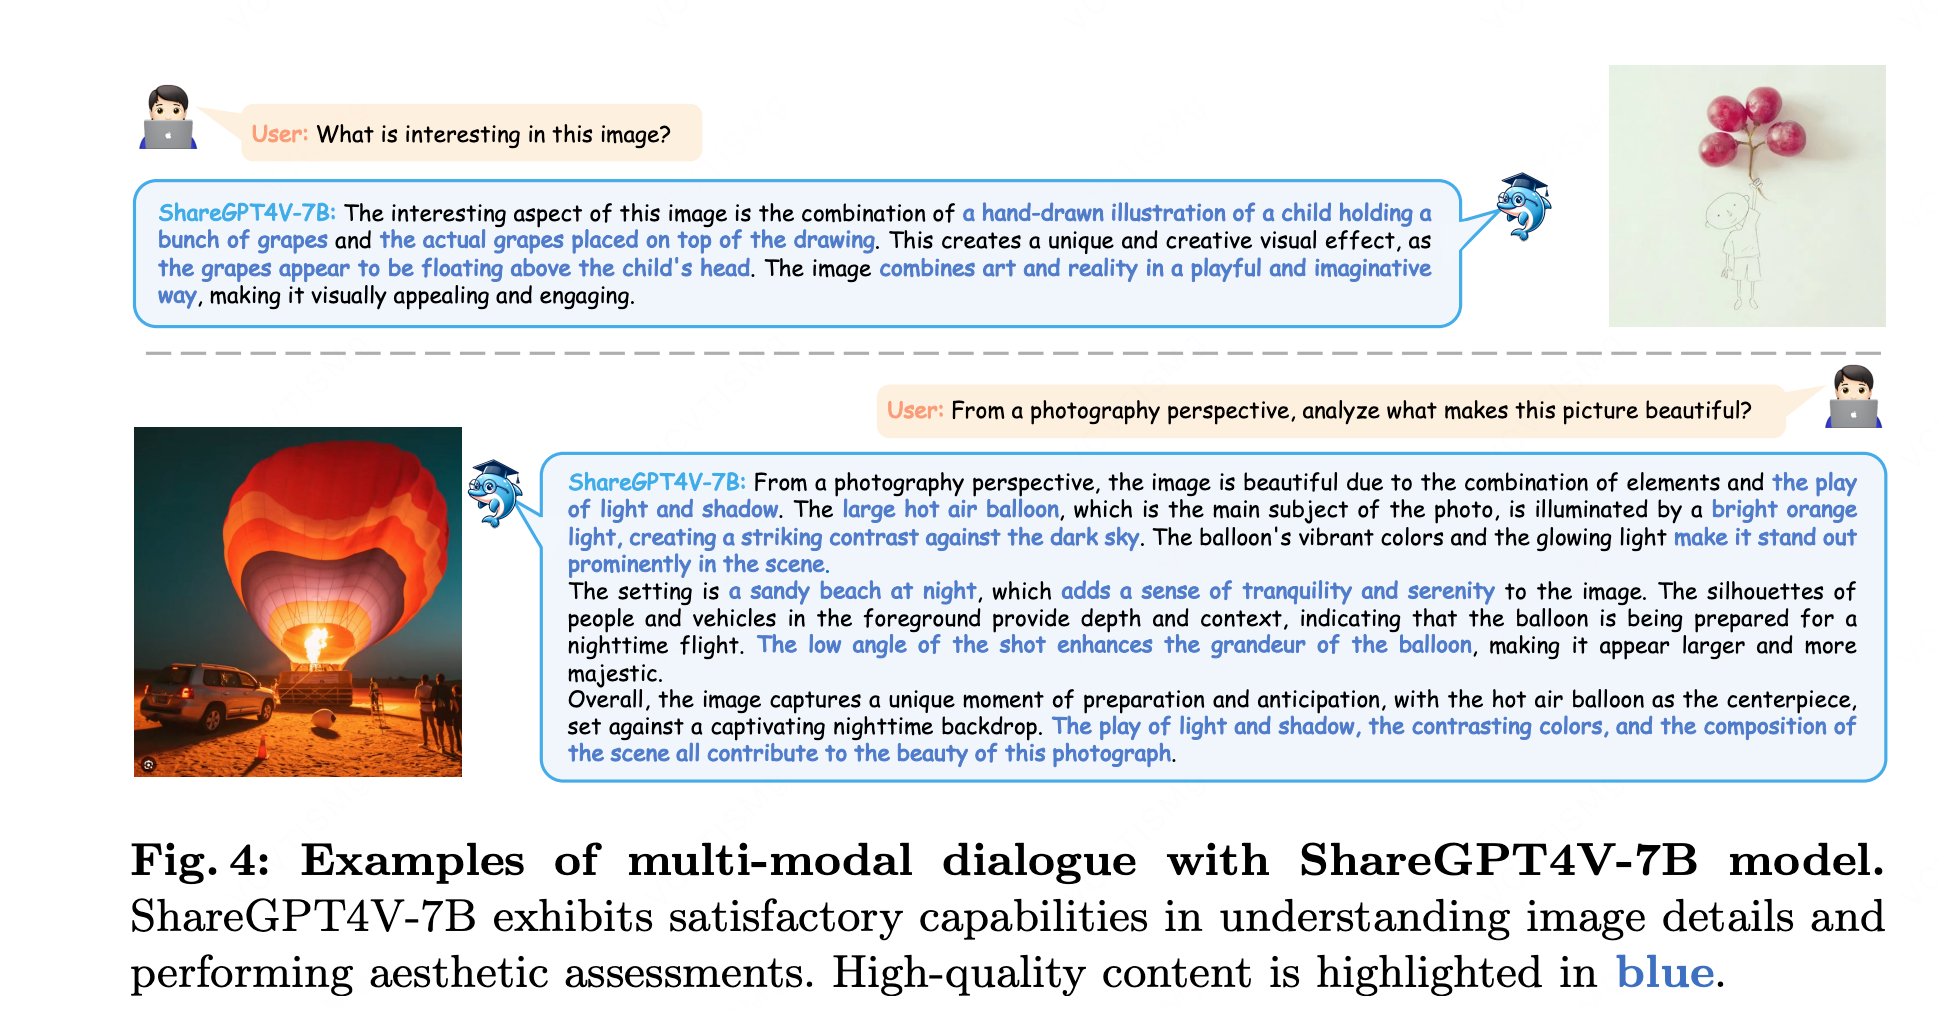 User: What is interesting in this image?
ShareGPT4V-7B: The interesting aspect of this image is the combination of a hand-drawn illustration of a child holding a
bunch of grapes and the actual grapes placed on top of the drawing. This creates a unique and creative visual effect, as
the grapes appear to be floating above the child's head. The image combines art and reality in a playful and imaginative
way, making it visually appealing and engaging.
User: From a photography perspective, analyze what makes this picture beautiful?
ShareGPT4V-7B: From a photography perspective, the image is beautiful due to the combination of elements and the play
of light and shadow. The large hot air balloon, which is the main subject of the photo, is illuminated by a bright orange
light, creating a striking contrast against the dark sky. The balloon's vibrant colors and the glowing light make it stand out
prominently in the scene.
The setting is a sandy beach at night, which adds a sense of tranquility and serenity to the image. The silhouettes of
people and vehicles in the foreground provide depth and context, indicating that the balloon is being prepared for a
nighttime flight. The low angle of the shot enhances the grandeur of the balloon, making it appear larger and more
majestic.
Overall, the image captures a unique moment of preparation and anticipation, with the hot air balloon as the centerpiece,
set against a captivating nighttime backdrop. The play of light and shadow, the contrasting colors, and the composition of
the scene all contribute to the beauty of this photograph.
Fig. 4: Examples of multi-modal dialogue with ShareGPT4V-7B model.
ShareGPT4V-7B exhibits satisfactory capabilities in understanding image details and
performing aesthetic assessments. High-quality content is highlighted in blue.